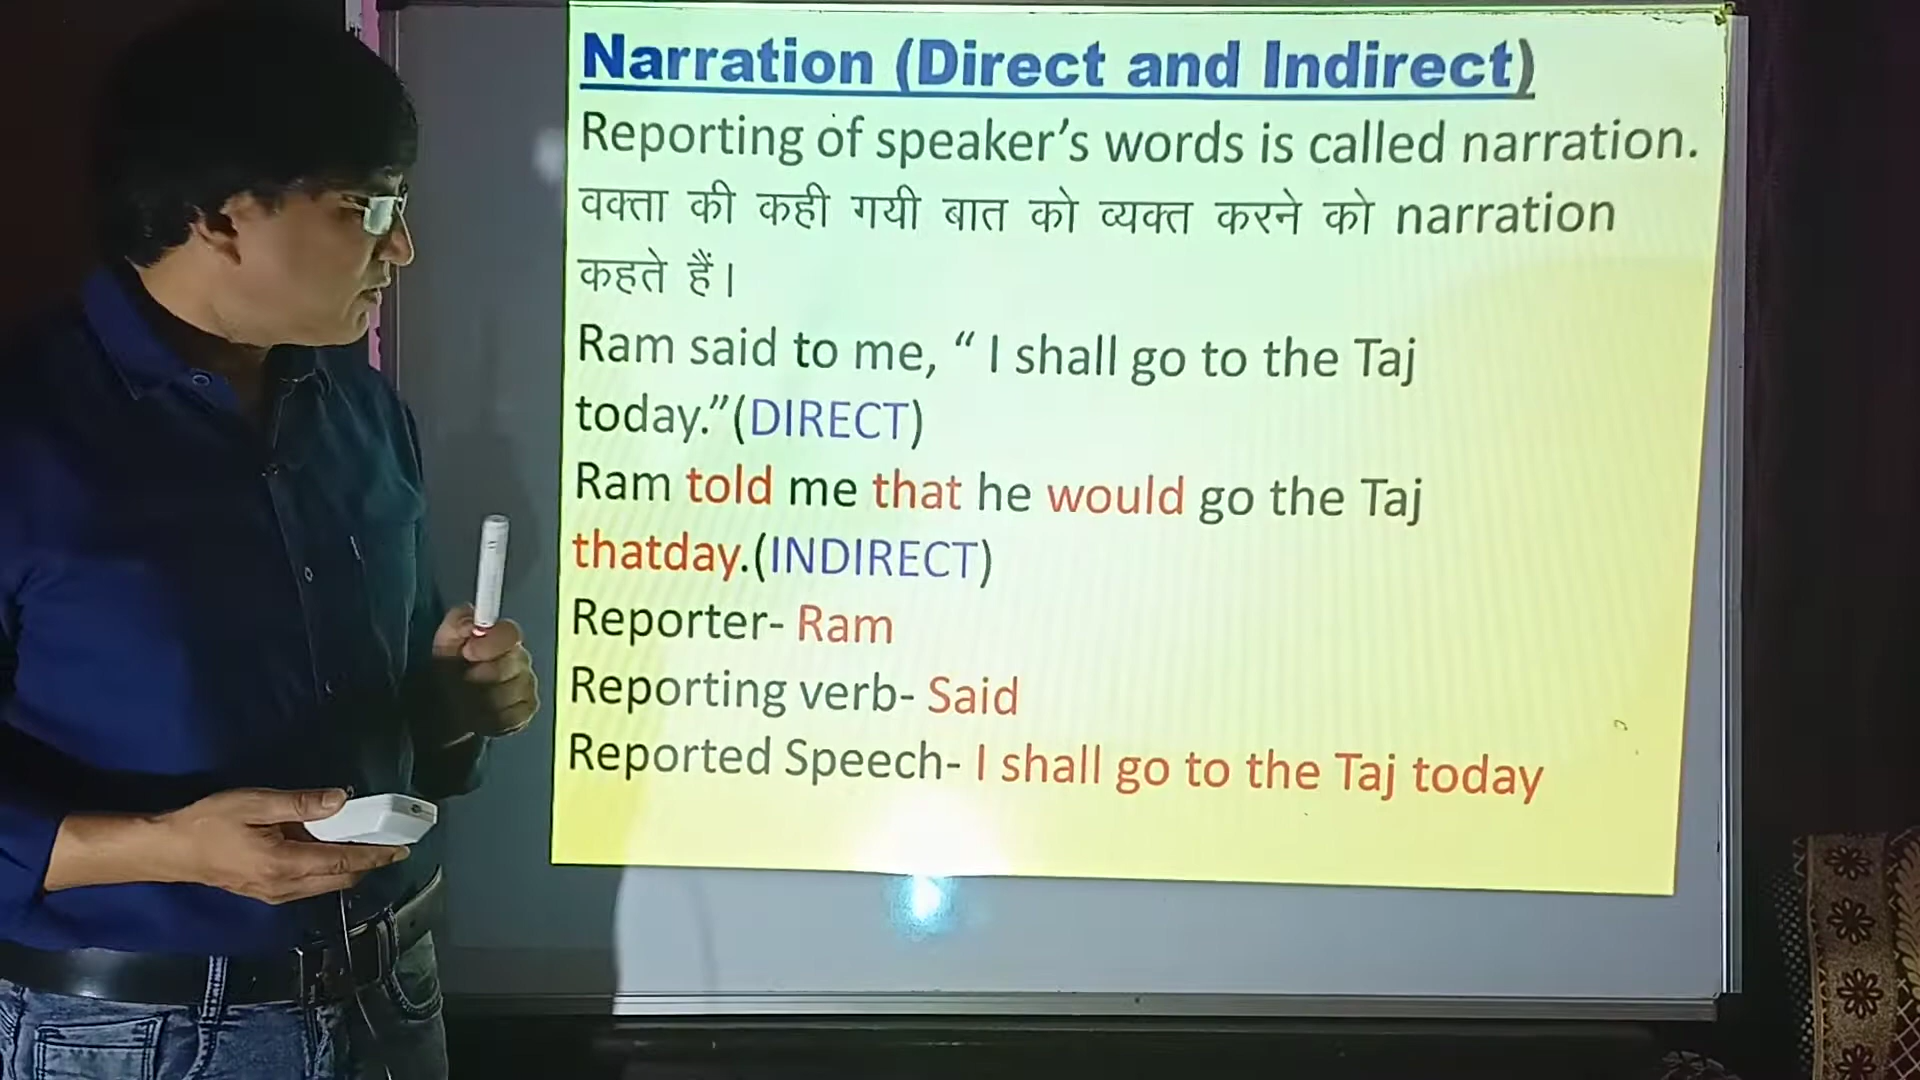 Narration (Direct and Indirect)
Reporting of speaker's words is called narration.
वक्ता की कही गयी बात को व्यक्त करने को narration
कहते हैं।
Ram said to me, “ I shall go to the Taj
today.”(DIRECT)
Ram told me that he would go the Taj
thatday.(INDIRECT)
Reporter- Ram
Reporting verb- Said
Reported Speech- I shall go to the Taj today